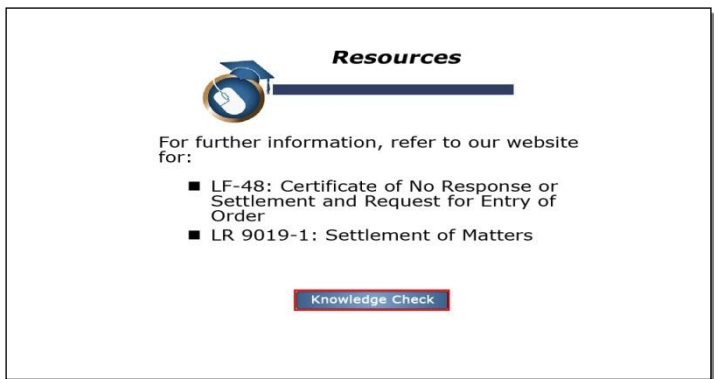 Resources
For further information, refer to our website
for:
■ LF-48: Certificate of No Response or
Settlement and Request for Entry of
Order
■ LR 9019-1: Settlement of Matters
Knowledge Check